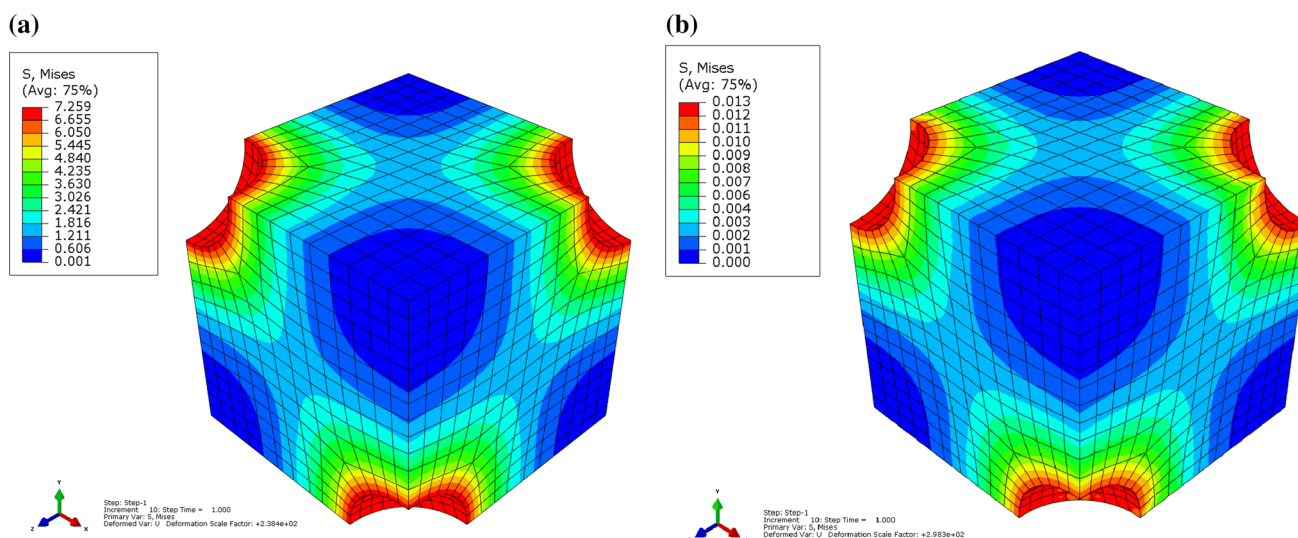 (a)
S, Mises
(Avg: 75%)
7.259
6.655
6.050
5.445
4.840
4.235
3.630
3.026
2.421
1.816
1.211
0.606
0.001
Y
Z
X
Step: Step-1
Increment 10: Step Time = 1.000
Primary Var: S, Mises
Deformed Var: U Deformation Scale Factor: +2.384e+02
(b)
S, Mises
(Avg: 75%)
0.013
0.012
0.011
0.010
0.009
0.008
0.007
0.006
0.004
0.003
0.002
0.001
0.000
Y
Step: Step-1
Increment 10: Step Time = 1.000
Primary Var: S, Mises
Deformed Var: U Deformation Scale Factor: +2.983e+02